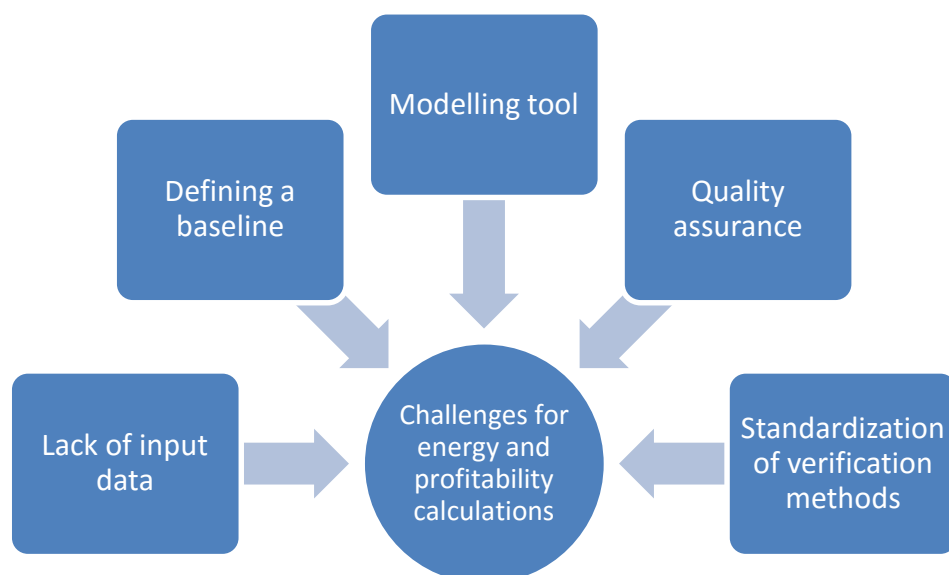 Modelling tool
Defining a
baseline
Quality
assurance
Lack of input
data
Challenges for
energy and
profitability
calculations
Standardization
of verification
methods